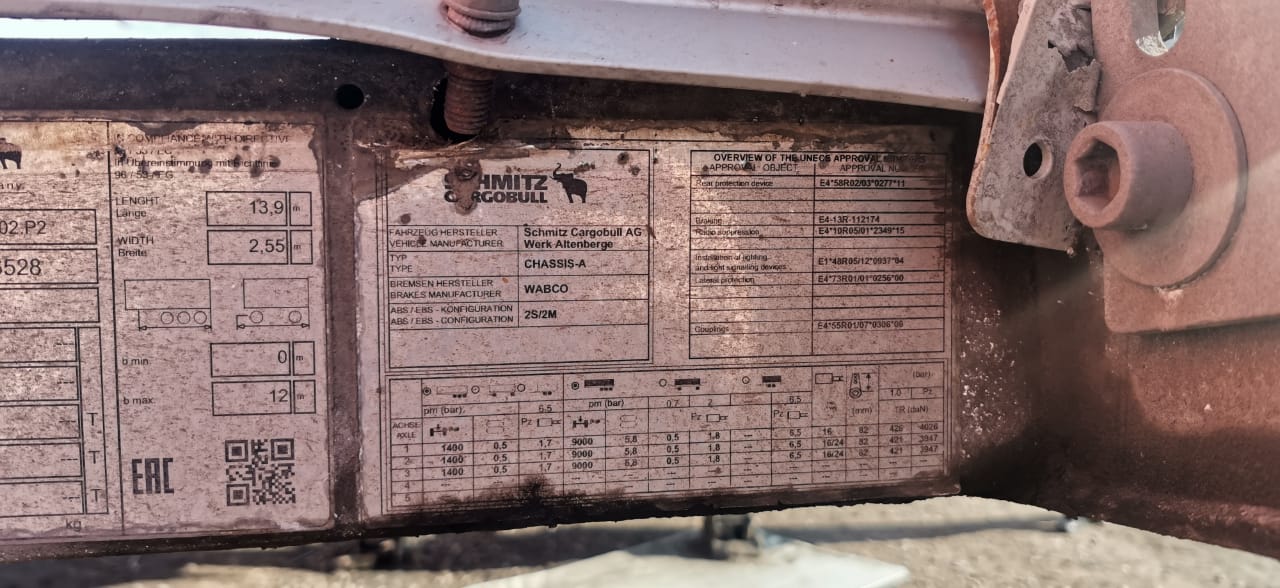 any
02.P2
528
T
T
T
kg
IN COMPLIANCE WITH DIRECTIVE
in Übereinstimmung mit Richtlinie
96 / 53 / EG
LENGHT
Länge
13,9 m
WIDTH
Breite
2,55 m
b min.
0 m
b max.
12 m
EAC
SCHMITZ
CARGOBULL
FAHRZEUG HERSTELLER
VEHICLE MANUFACTURER
Schmitz Cargobull AG
Werk Altenberge
TYP
TYPE
CHASSIS-A
BREMSEN HERSTELLER
BRAKES MANUFACTURER
WABCO
ABS / EBS - KONFIGURATION
ABS / EBS - CONFIGURATION
2S/2M
OVERVIEW OF THE UNECE APPROVAL
APPROVAL - OBJECT APPROVAL
Rear protection device E4*58R02/03*0277*11
Braking E4-13R-112174
Radio suppression E4*10R05/01*2349*15
Installation of lighting
and light signalling devices E1*48R05/12*0937*04
Lateral protection E4*73R01/01*0256*00
Couplings E4*55R01/07*0306*00
(bar)
pm (bar) 6,5 pm (bar) 0,7 2 6,5 1,0 Pz
Pz Pz (mm) TR (daN)
ACHSE
AXLE
1 1400 0,5 1,7 9000 5,8 0,5 1,8 --- 6,5 16 82 426 4026
2 1400 0,5 1,7 9000 5,8 0,5 1,8 --- 6,5 16/24 82 421 3947
3 1400 0,5 1,7 9000 5,8 0,5 1,8 --- 6,5 16/24 82 421 3947
4
5